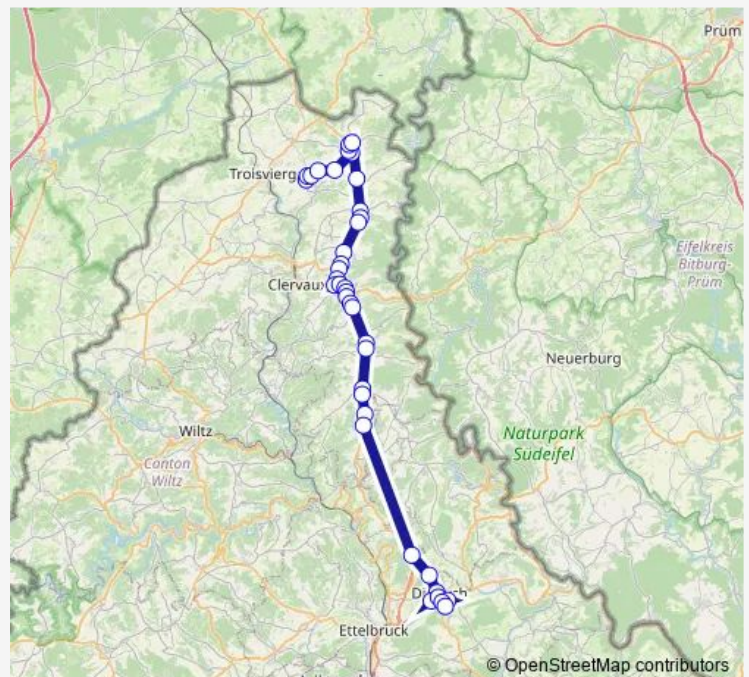 Prüm
Troisvierg
Eifelkreis
Bitburg-
Prüm
Clervaux
Neuerburg
Wiltz
Naturpark
Südeifel
Canton
Wiltz
Ettelbruck
© OpenStreetMap contributors